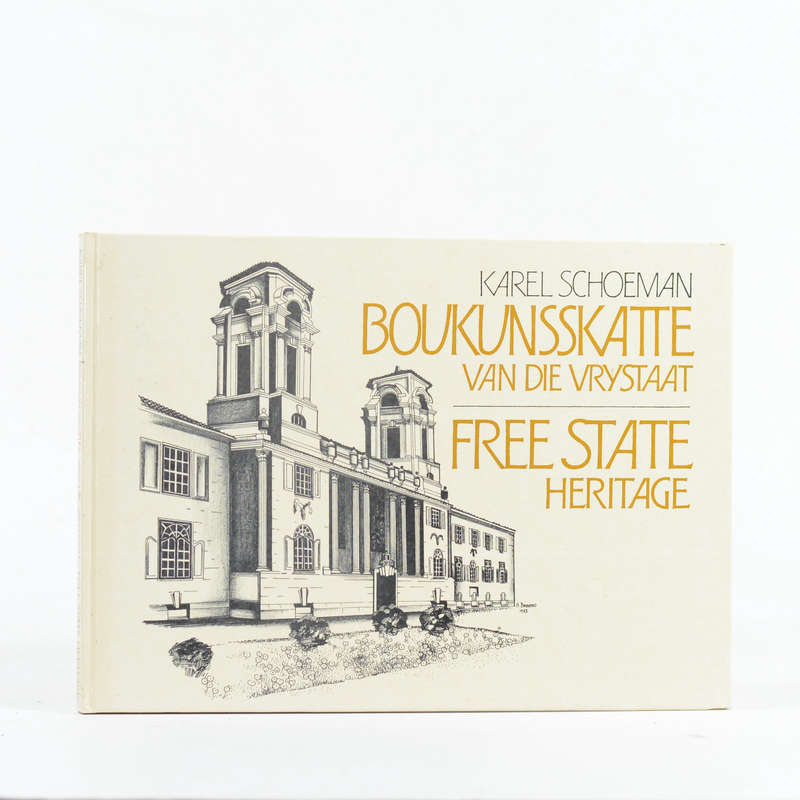 KAREL SCHOEMAN
BOUKUNSSKATTE
VAN DIE VRYSTAAT
FREE STATE
HERITAGE